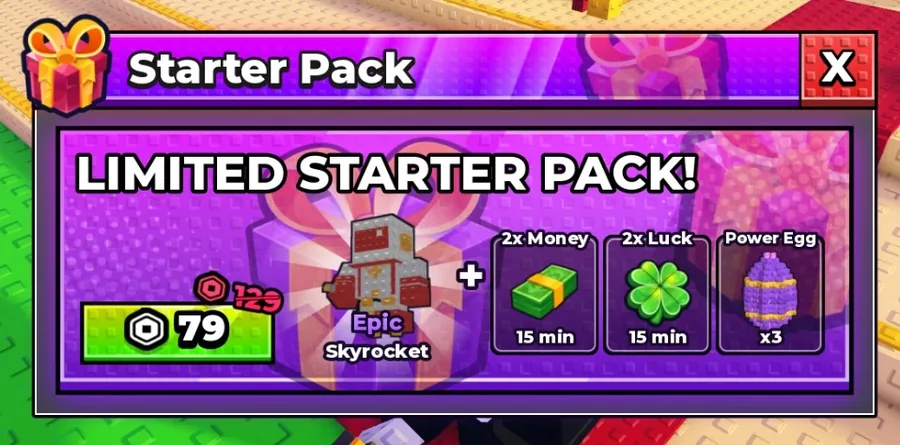 Starter Pack
X
LIMITED STARTER PACK!
129
79
Epic
Skyrocket
+
2x Money
15 min
2x Luck
15 min
Power Egg
x3